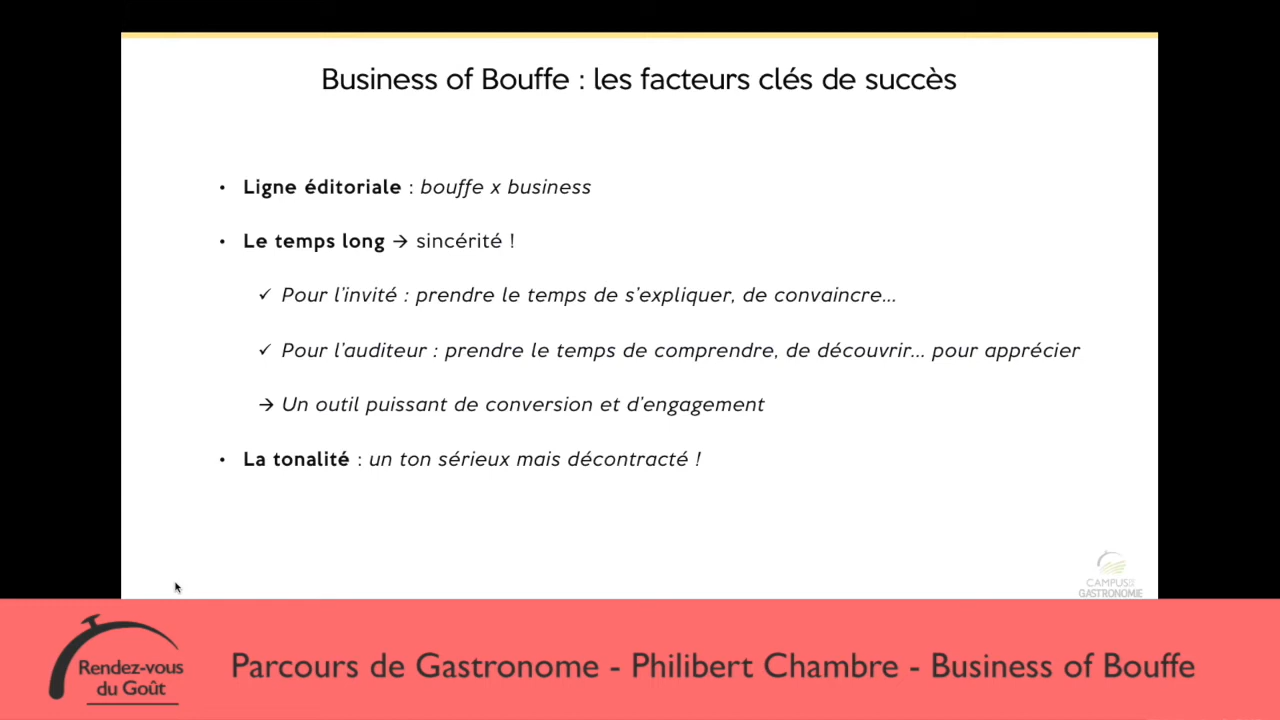 Business of Bouffe : les facteurs clés de succès
• Ligne éditoriale : bouffe x business
• Le temps long → sincérité !
✓ Pour l'invité : prendre le temps de s'expliquer, de convaincre...
✓ Pour l'auditeur : prendre le temps de comprendre, de découvrir... pour apprécier
→ Un outil puissant de conversion et d'engagement
• La tonalité : un ton sérieux mais décontracté !
CAMPUS
GASTRONOMIE
Rendez-vous
du Goût
Parcours de Gastronome - Philibert Chambre - Business of Bouffe